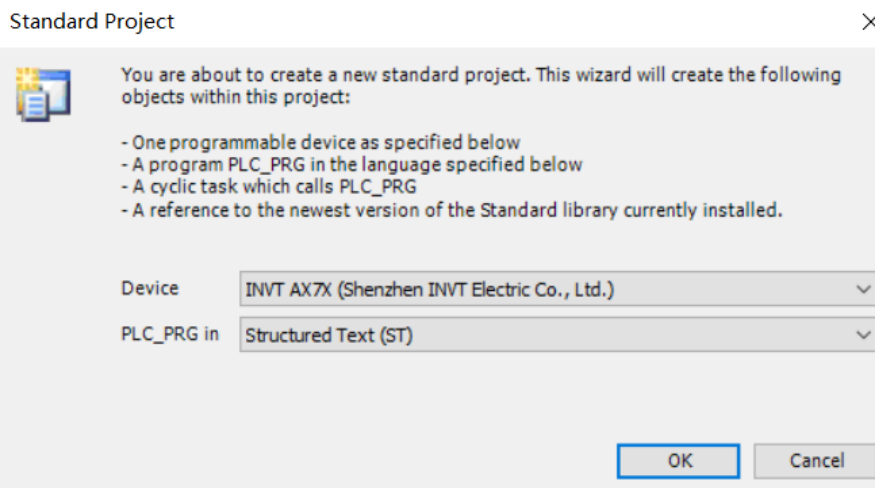 Standard Project
You are about to create a new standard project. This wizard will create the following
objects within this project:
- One programmable device as specified below
- A program PLC_PRG in the language specified below
- A cyclic task which calls PLC_PRG
- A reference to the newest version of the Standard library currently installed.
Device
INVT AX7X (Shenzhen INVT Electric Co., Ltd.)
PLC_PRG in
Structured Text (ST)
OK
Cancel